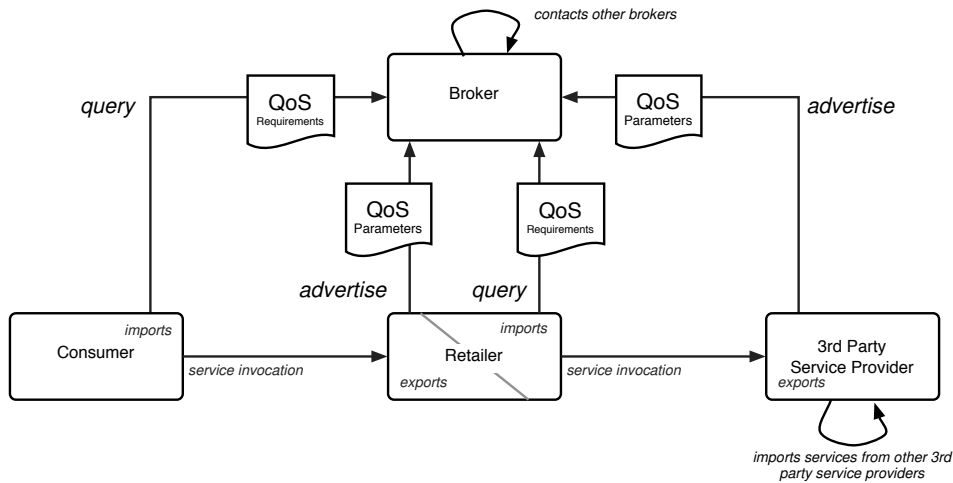 contacts other brokers
query
QoS
Requirements
Broker
QoS
Parameters
advertise
QoS
Parameters
QoS
Requirements
advertise
query
imports
Consumer
service invocation
imports
Retailer
exports
service invocation
3rd Party
Service Provider
exports
imports services from other 3rd
party service providers